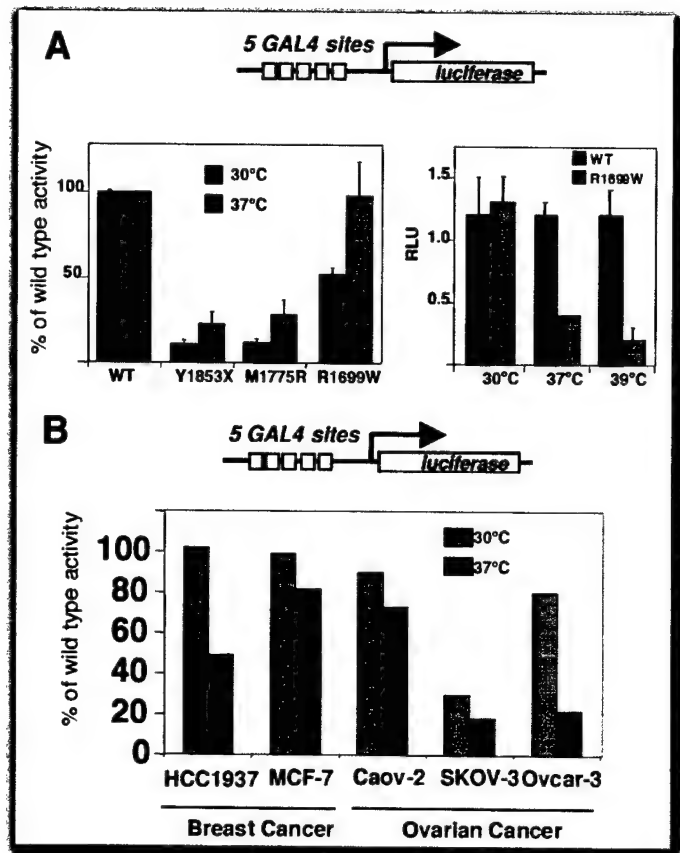 A
5 GAL4 sites
luciferase
% of wild type activity
100
50
30°C
37°C
WT Y1853X M1775R R1699W
RLU
1.5
1.0
0.5
WT
R1699W
30°C 37°C 39°C
B
5 GAL4 sites
luciferase
% of wild type activity
100
80
60
40
20
0
30°C
37°C
HCC1937 MCF-7 Caov-2 SKOV-3 Ovcar-3
Breast Cancer Ovarian Cancer